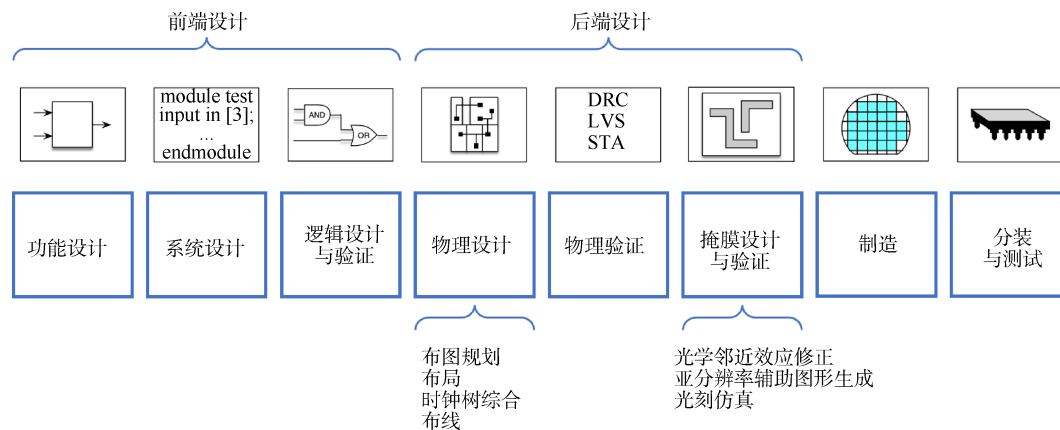 前端设计
后端设计
module test
input in [3];
...
endmodule
AND
OR
DRC
LVS
STA
功能设计
系统设计
逻辑设计
与验证
物理设计
物理验证
掩膜设计
与验证
制造
分装
与测试
布图规划
布局
时钟树综合
布线
光学邻近效应修正
亚分辨率辅助图形生成
光刻仿真